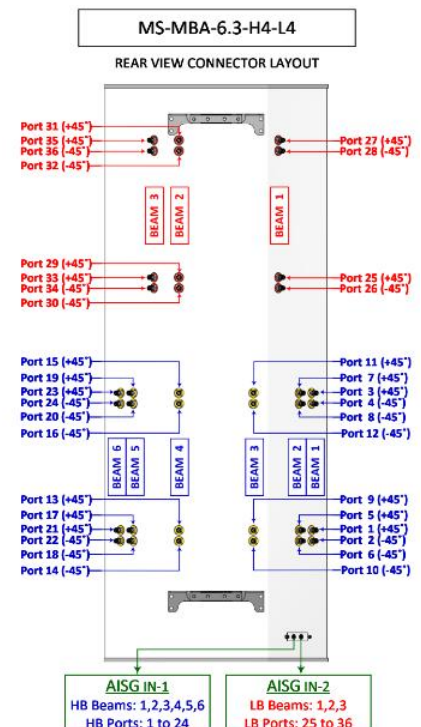 MS-MBA-6.3-H4-L4
REAR VIEW CONNECTOR LAYOUT
Port 31 (+45°)
Port 35 (+45°)
Port 36 (-45°)
Port 32 (-45°)
Port 27 (+45°)
Port 28 (-45°)
BEAM 3
BEAM 2
BEAM 1
Port 29 (+45°)
Port 33 (+45°)
Port 34 (-45°)
Port 30 (-45°)
Port 25 (+45°)
Port 26 (-45°)
Port 15 (+45°)
Port 19 (+45°)
Port 23 (+45°)
Port 24 (-45°)
Port 20 (-45°)
Port 16 (-45°)
Port 11 (+45°)
Port 7 (+45°)
Port 3 (+45°)
Port 4 (-45°)
Port 8 (-45°)
Port 12 (-45°)
BEAM 6
BEAM 5
BEAM 4
BEAM 3
BEAM 2
BEAM 1
Port 13 (+45°)
Port 17 (+45°)
Port 21 (+45°)
Port 22 (-45°)
Port 18 (-45°)
Port 14 (-45°)
Port 9 (+45°)
Port 5 (+45°)
Port 1 (+45°)
Port 2 (-45°)
Port 6 (-45°)
Port 10 (-45°)
AISG IN-1
HB Beams: 1,2,3,4,5,6
HB Ports: 1 to 24
AISG IN-2
LB Beams: 1,2,3
LB Ports: 25 to 36